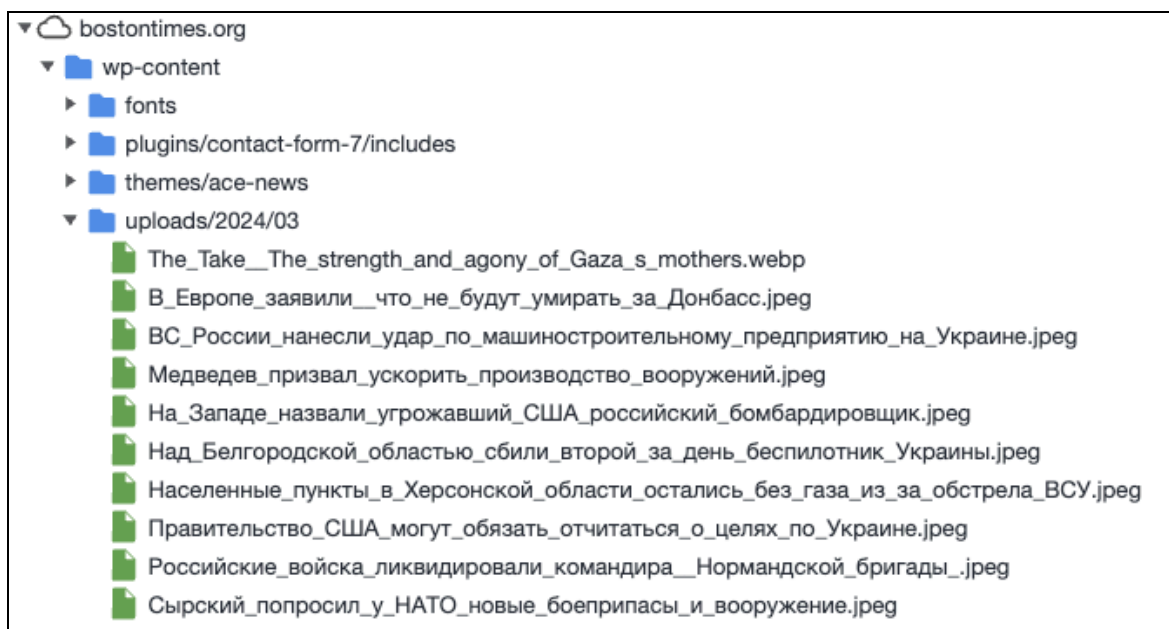 bostontimes.org
wp-content
fonts
plugins/contact-form-7/includes
themes/ace-news
uploads/2024/03
The_Take__The_strength_and_agony_of_Gaza_s_mothers.webp
В_Европе_заявили__что_не_будут_умирать_за_Донбасс.jpeg
ВС_России_нанесли_удар_по_машиностроительному_предприятию_на_Украине.jpeg
Медведев_призвал_ускорить_производство_вооружений.jpeg
На_Западе_назвали_угрожавший_США_российский_бомбардировщик.jpeg
Над_Белгородской_областью_сбили_второй_за_день_беспилотник_Украины.jpeg
Населенные_пункты_в_Херсонской_области_остались_без_газа_из_за_обстрела_ВСУ.jpeg
Правительство_США_могут_обязать_отчитаться_о_целях_по_Украине.jpeg
Российские_войска_ликвидировали_командира__Нормандской_бригады_.jpeg
Сырский_попросил_у_НАТО_новые_боеприпасы_и_вооружение.jpeg